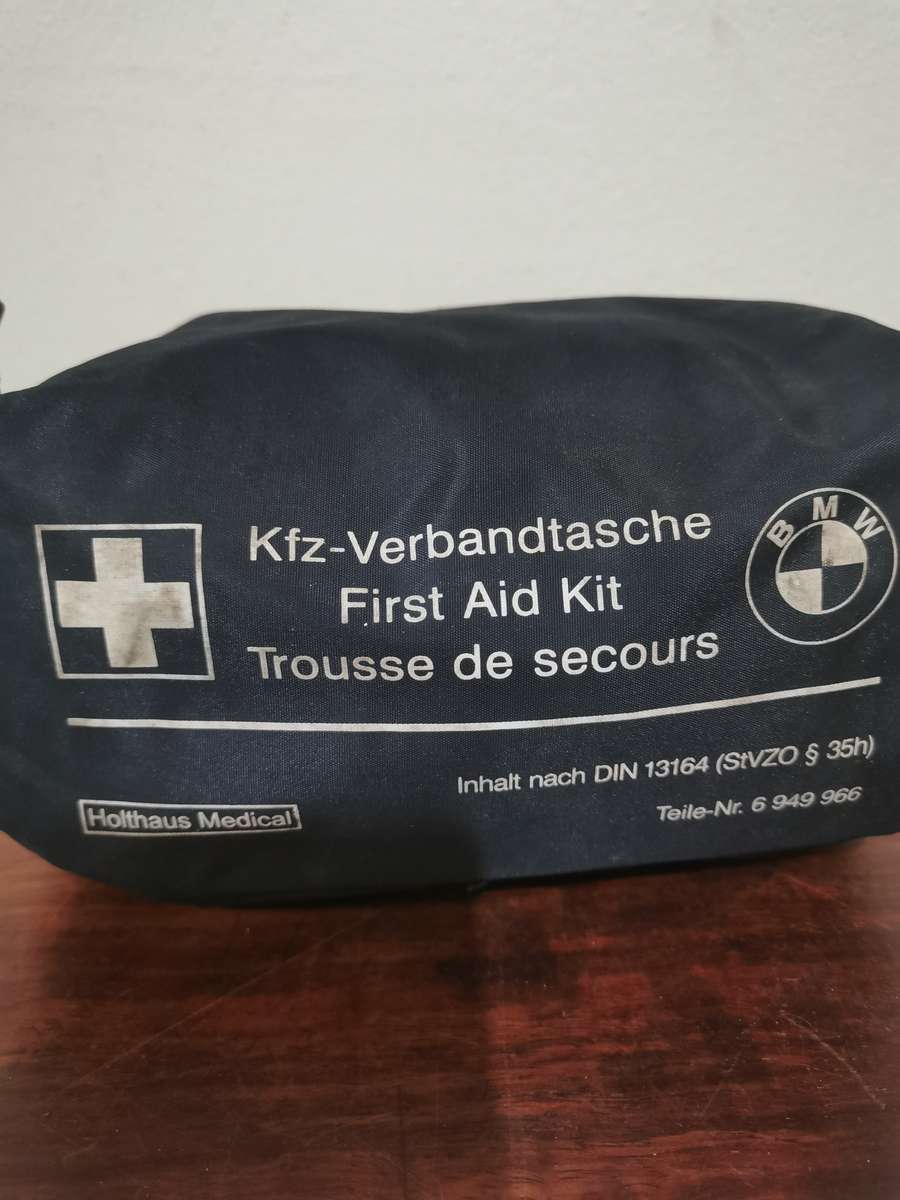 Kfz-Verbandtasche
First Aid Kit
Trousse de secours
BMW
Inhalt nach DIN 13164 (StVZO § 35h)
Teile-Nr. 6 949 966
Holthaus Medical